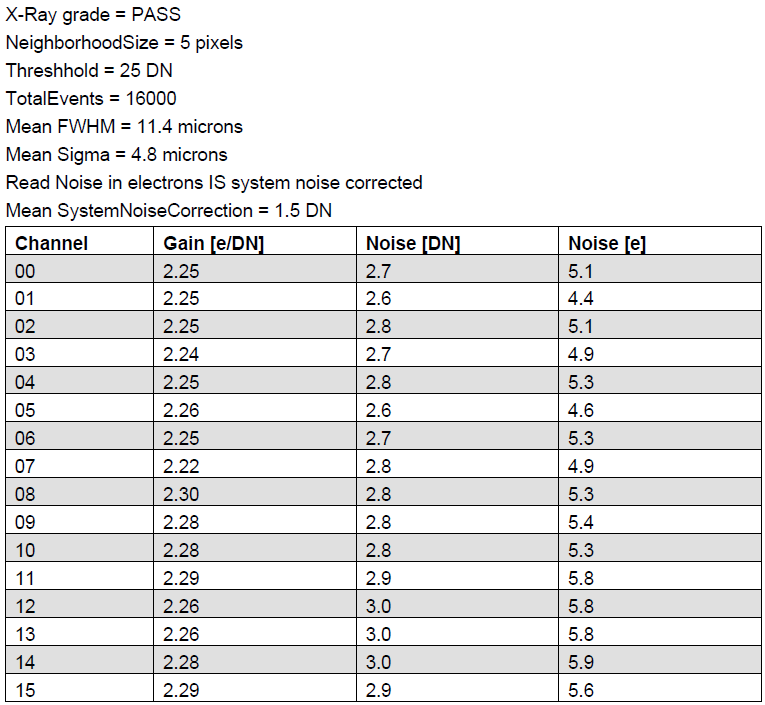 X-Ray grade = PASS
NeighborhoodSize = 5 pixels
Threshhold = 25 DN
TotalEvents = 16000
Mean FWHM = 11.4 microns
Mean Sigma = 4.8 microns
Read Noise in electrons IS system noise corrected
Mean SystemNoiseCorrection = 1.5 DN
Channel Gain [e/DN] Noise [DN] Noise [e]
00 2.25 2.7 5.1
01 2.25 2.6 4.4
02 2.25 2.8 5.1
03 2.24 2.7 4.9
04 2.25 2.8 5.3
05 2.26 2.6 4.6
06 2.25 2.7 5.3
07 2.22 2.8 4.9
08 2.30 2.8 5.3
09 2.28 2.8 5.4
10 2.28 2.8 5.3
11 2.29 2.9 5.8
12 2.26 3.0 5.8
13 2.26 3.0 5.8
14 2.28 3.0 5.9
15 2.29 2.9 5.6